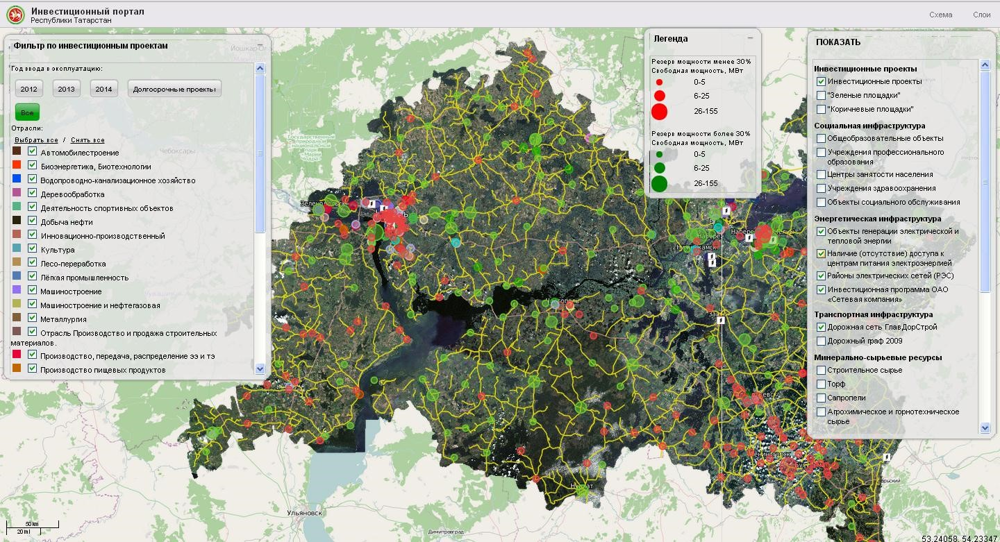 Инвестиционный портал
Республики Татарстан
Схема
Слои
Фильтр по инвестиционным проектам
Год ввода в эксплуатацию:
2012
2013
2014
Долгосрочные проекты
Все
Отрасли:
Выбрать все / Снять все
Автомобилестроение
Биоэнергетика, Биотехнологии
Водопроводно-канализационное хозяйство
Деревообработка
Деятельность спортивных объектов
Добыча нефти
Инновационно-производственный
Культура
Лесо-переработка
Лёгкая промышленность
Машиностроение
Машиностроение и нефтегазовая
Металлургия
Отрасль Производство и продажа строительных
материалов.
Производство, передача, распределение ээ и тэ
Производство пищевых продуктов
Легенда
Резерв мощности менее 30%
Свободная мощность, МВт
0-5
6-25
26-155
Резерв мощности более 30%
Свободная мощность, МВт
0-5
6-25
26-155
ПОКАЗАТЬ
Инвестиционные проекты
Инвестиционные проекты
"Зеленые площадки"
"Коричневые площадки"
Социальная инфраструктура
Общеобразовательные объекты
Учреждения профессионального
образования
Центры занятости населения
Учреждения здравоохранения
Объекты социального обслуживания
Энергетическая инфраструктура
Объекты генерации электрической и
тепловой энергии
Наличие (отсутствие) доступа к
центрам питания электроэнергией
Районы электрических сетей (РЭС)
Инвестиционная программа ОАО
«Сетевая компания»
Транспортная инфраструктура
Дорожная сеть ГлавДорСтрой
Дорожный граф 2009
Минерально-сырьевые ресурсы
Строительное сырье
Торф
Сапропели
Агрохимическое и горнотехническое
сырье
Йошкар-Ола
Чебоксары
Государственный
природный
национальный
парк
Ульяновск
Димитровград
50 km
20 mi
53.24058, 54.23347